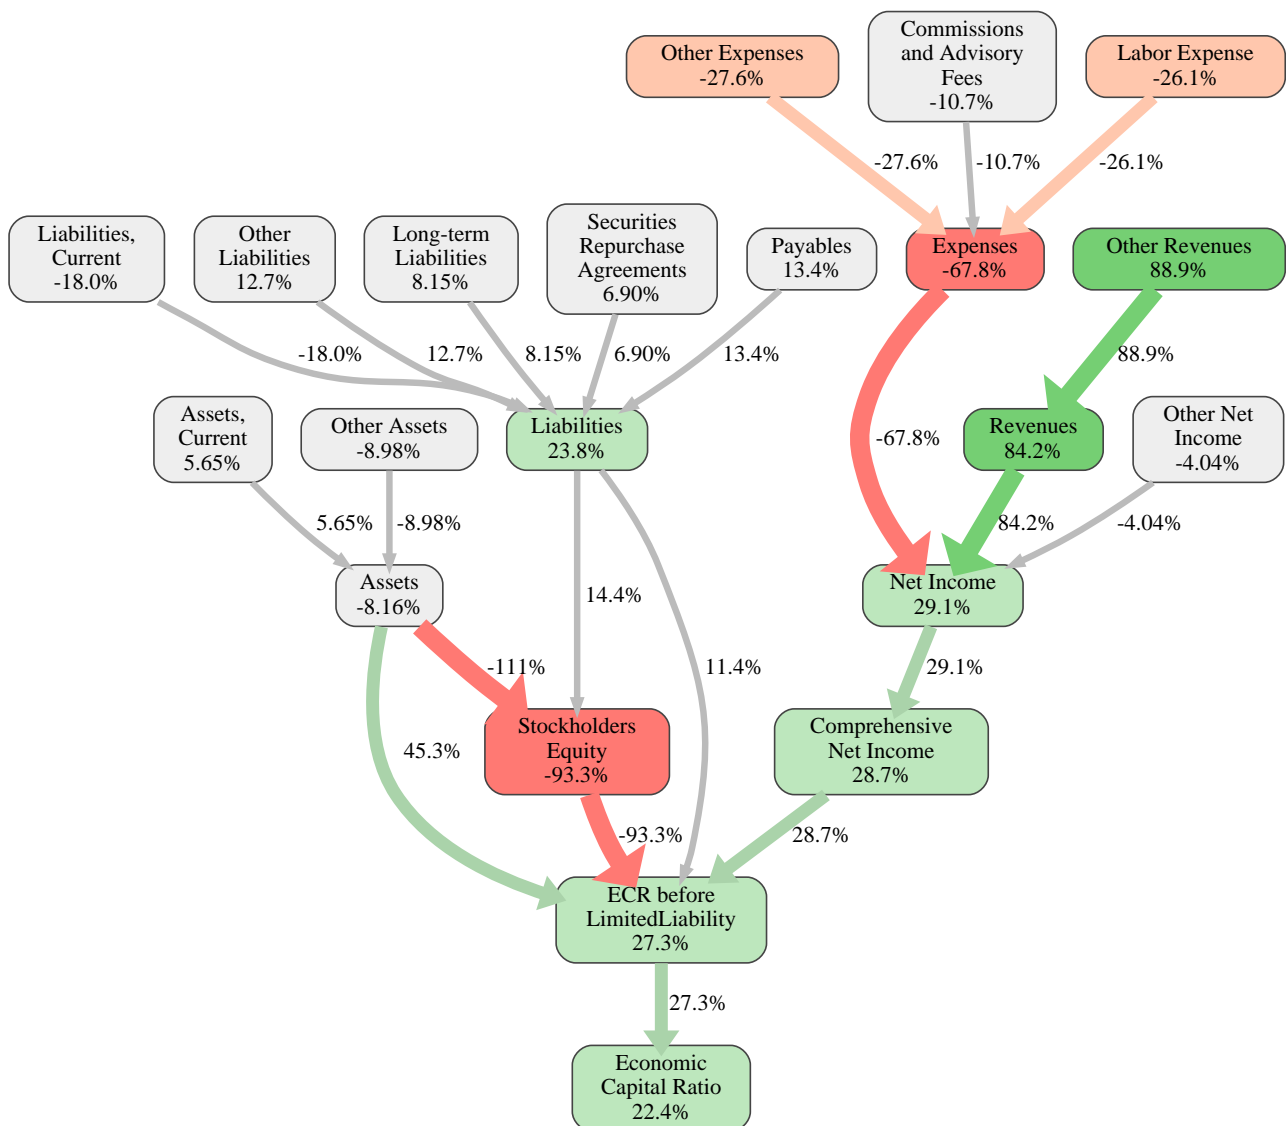 Other Expenses
-27.6%
Commissions
and Advisory
Fees
-10.7%
Labor Expense
-26.1%
-27.6%
-10.7%
-26.1%
Liabilities,
Current
-18.0%
Other
Liabilities
12.7%
Long-term
Liabilities
8.15%
Securities
Repurchase
Agreements
6.90%
Payables
13.4%
Expenses
-67.8%
Other Revenues
88.9%
-18.0%
12.7%
8.15%
6.90%
13.4%
88.9%
Assets,
Current
5.65%
Other Assets
-8.98%
Liabilities
23.8%
-67.8%
Revenues
84.2%
Other Net
Income
-4.04%
5.65%
-8.98%
84.2%
-4.04%
Assets
-8.16%
14.4%
Net Income
29.1%
-111%
11.4%
29.1%
45.3%
Stockholders
Equity
-93.3%
Comprehensive
Net Income
28.7%
-93.3%
28.7%
ECR before
LimitedLiability
27.3%
27.3%
Economic
Capital Ratio
22.4%